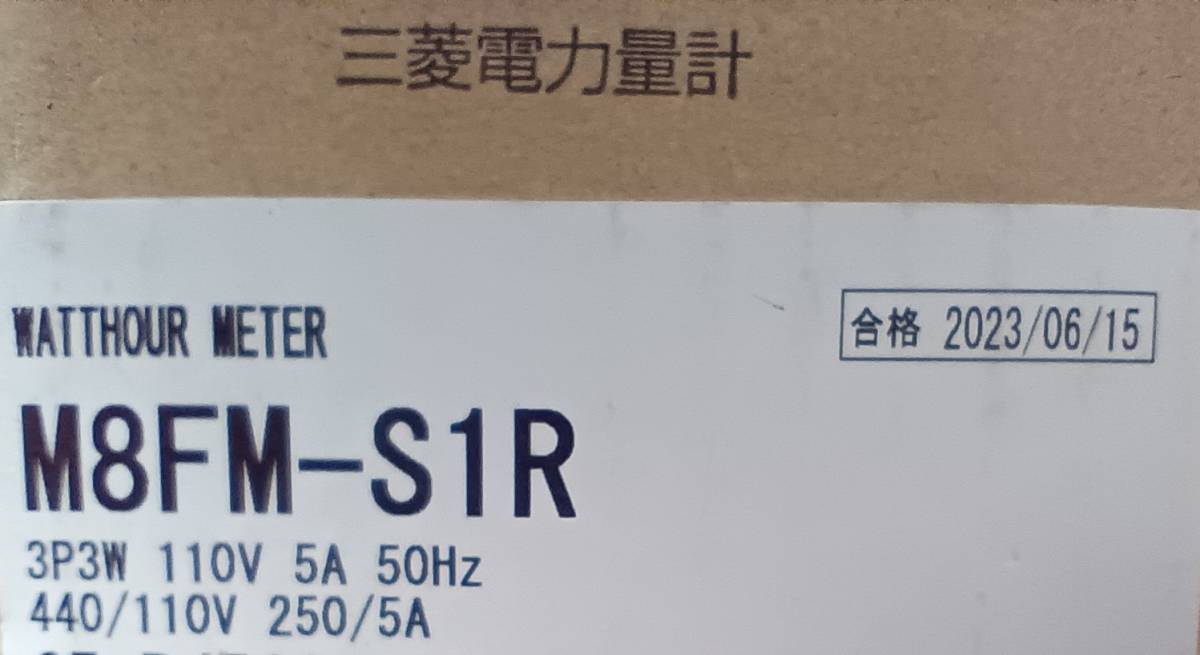 三菱電力量計
WATTHOUR METER
合格 2023/06/15
M8FM-S1R
3P3W 110V 5A 50Hz
440/110V 250/5A